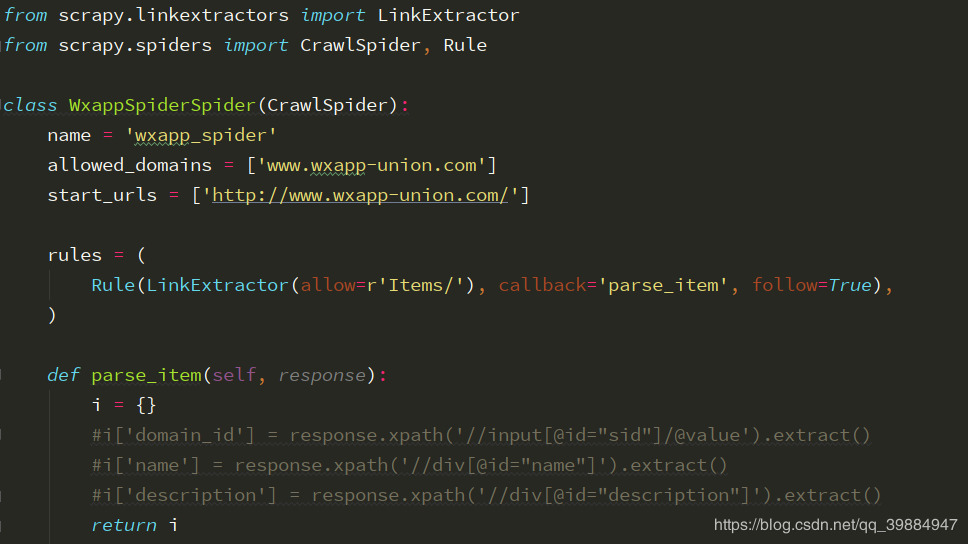 from scrapy.linkextractors import LinkExtractor
from scrapy.spiders import CrawlSpider, Rule
class WxappSpiderSpider(CrawlSpider):
name = 'wxapp_spider'
allowed_domains = ['www.wxapp-union.com']
start_urls = ['http://www.wxapp-union.com/']
rules = (
Rule(LinkExtractor(allow=r'Items/'), callback='parse_item', follow=True),
)
def parse_item(self, response):
i = {}
#i['domain_id'] = response.xpath('//input[@id="sid"]/@value').extract()
#i['name'] = response.xpath('//div[@id="name"]').extract()
#i['description'] = response.xpath('//div[@id="description"]').extract()
return i
https://blog.csdn.net/qq_39884947